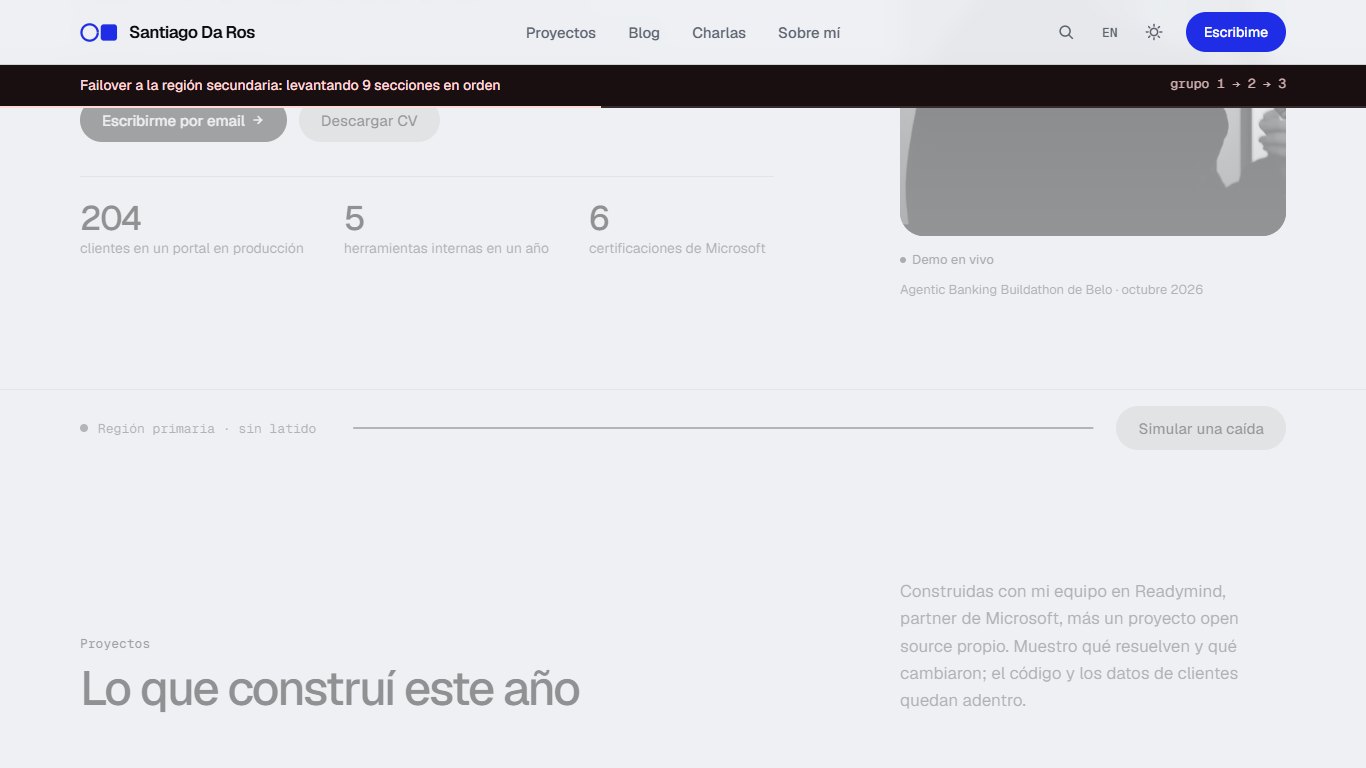 Santiago Da Ros
Proyectos
Blog
Charlas
Sobre mí
EN
Escribime
Failover a la región secundaria: levantando 9 secciones en orden
grupo 1 → 2 → 3
Escribirme por email →
Descargar CV
204
clientes en un portal en producción
5
herramientas internas en un año
6
certificaciones de Microsoft
Demo en vivo
Agentic Banking Buildathon de Belo · octubre 2026
Región primaria · sin latido
Simular una caída
Proyectos
Lo que construí este año
Construidas con mi equipo en Readymind,
partner de Microsoft, más un proyecto open
source propio. Muestro qué resuelven y qué
cambiaron; el código y los datos de clientes
quedan adentro.